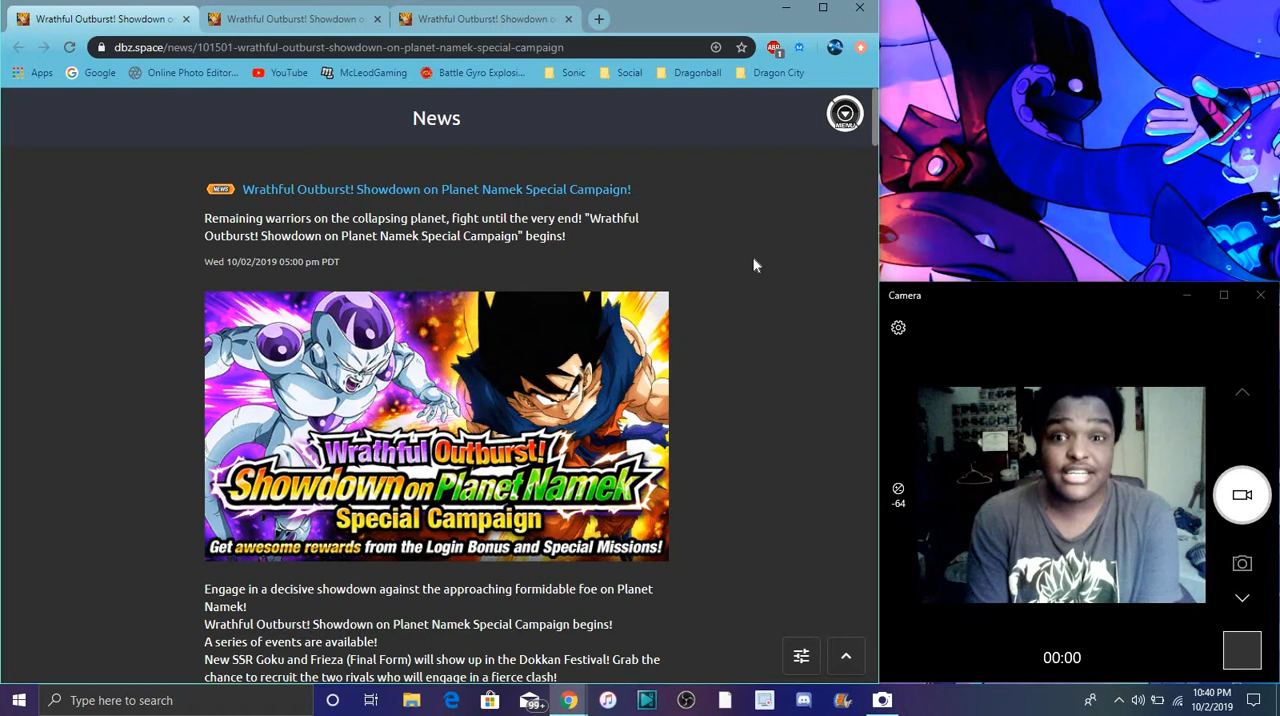 Wrathful Outburst! Showdown o
Wrathful Outburst! Showdown o
Wrathful Outburst! Showdown o
dbz.space/news/101501-wrathful-outburst-showdown-on-planet-namek-special-campaign
ABP
1
Apps
Google
Online Photo Editor...
YouTube
McLeodGaming
Battle Gyro Explosi...
Sonic
Social
Dragonball
Dragon City
News
MENU
NEWS
Wrathful Outburst! Showdown on Planet Namek Special Campaign!
Remaining warriors on the collapsing planet, fight until the very end! "Wrathful
Outburst! Showdown on Planet Namek Special Campaign" begins!
Wed 10/02/2019 05:00 pm PDT
Wrathful Outburst!
Showdown on Planet Namek
Special Campaign
Get awesome rewards from the Login Bonus and Special Missions!
Engage in a decisive showdown against the approaching formidable foe on Planet
Namek!
Wrathful Outburst! Showdown on Planet Namek Special Campaign begins!
A series of events are available!
New SSR Goku and Frieza (Final Form) will show up in the Dokkan Festival! Grab the
chance to recruit the two rivals who will engage in a fierce clash!
Camera
-64
00:00
Type here to search
99+
10:40 PM
10/2/2019